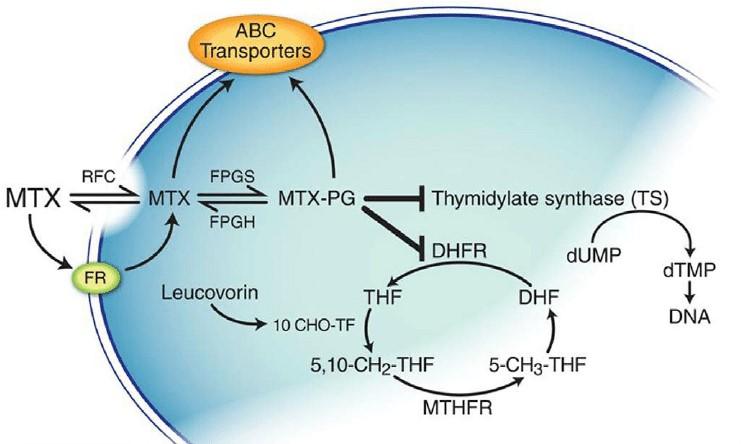 ABC
Transporters
RFC
FPGS
MTX
MTX
MTX-PG
Thymidylate synthase (TS)
FPGH
FR
DHFR
dUMP
dTMP
DNA
Leucovorin
10 CHO-TF
THF
DHF
5,10-CH₂-THF
5-CH₃-THF
MTHFR